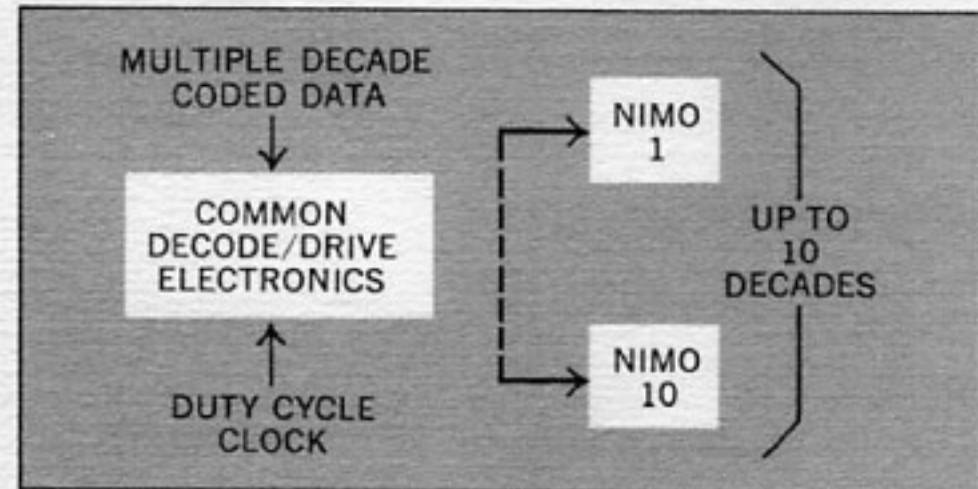 MULTIPLE DECADE
CODED DATA
COMMON
DECODE/DRIVE
ELECTRONICS
DUTY CYCLE
CLOCK
NIMO
1
NIMO
10
UP TO
10
DECADES